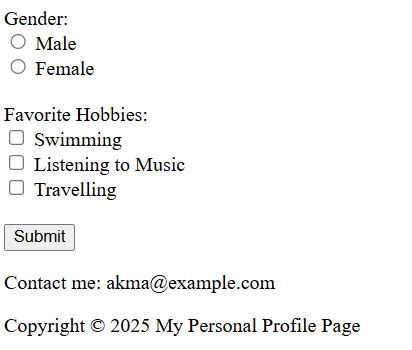 Gender:
Male
Female
Favorite Hobbies:
Swimming
Listening to Music
Travelling
Submit
Contact me: akma@example.com
Copyright © 2025 My Personal Profile Page